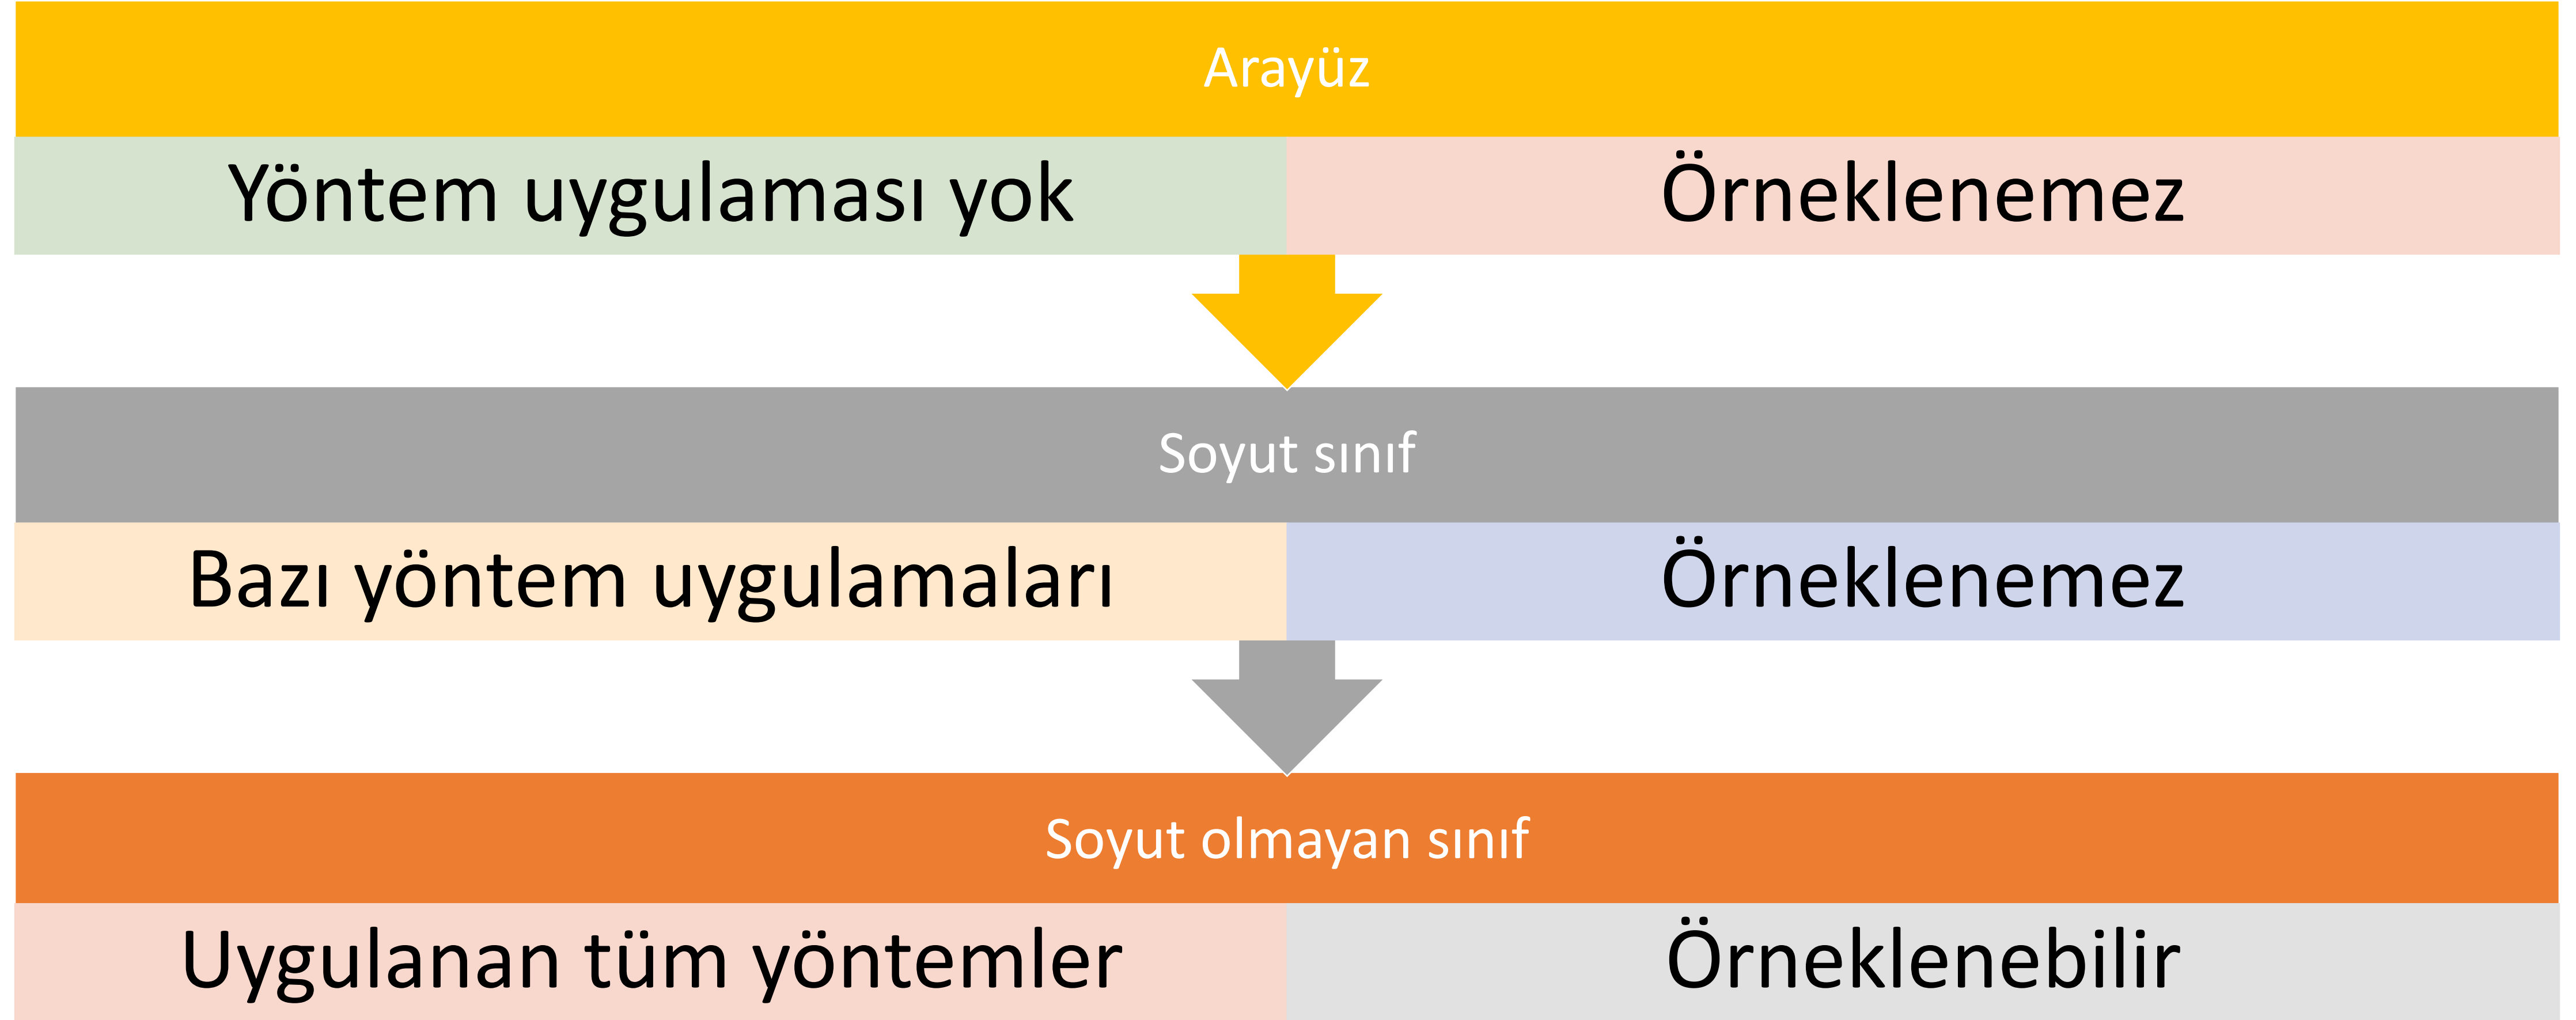 Arayüz
Yöntem uygulaması yok
Örneklenemez
Soyut sınıf
Bazı yöntem uygulamaları
Örneklenemez
Soyut olmayan sınıf
Uygulanan tüm yöntemler
Örneklenebilir